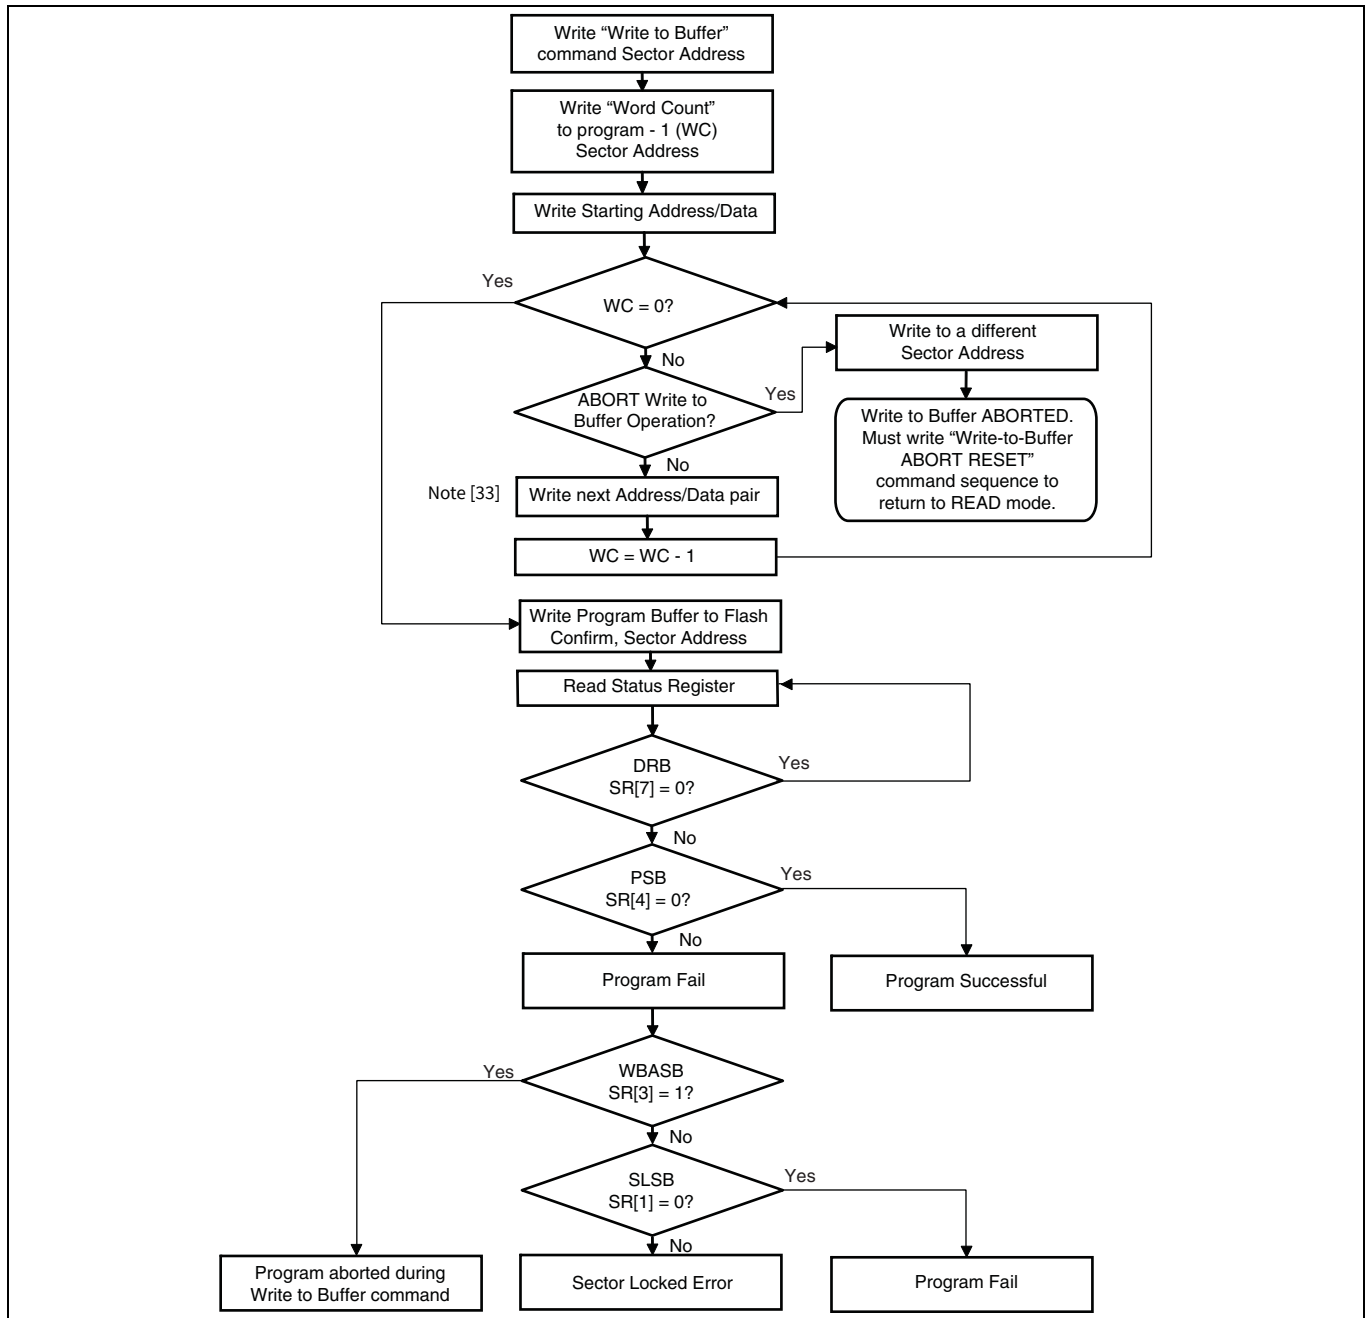 Write “Write to Buffer”
command Sector Address
Write “Word Count”
to program - 1 (WC)
Sector Address
Write Starting Address/Data
Yes
WC = 0?
No
Write to a different
Sector Address
ABORT Write to
Buffer Operation?
Yes
No
Write to Buffer ABORTED.
Must write “Write-to-Buffer
ABORT RESET”
command sequence to
return to READ mode.
Note [33]
Write next Address/Data pair
WC = WC - 1
Write Program Buffer to Flash
Confirm, Sector Address
Read Status Register
DRB
SR[7] = 0?
Yes
No
PSB
SR[4] = 0?
Yes
No
Program Fail
Program Successful
Yes
WBASB
SR[3] = 1?
No
SLSB
SR[1] = 0?
Yes
No
Program aborted during
Write to Buffer command
Sector Locked Error
Program Fail